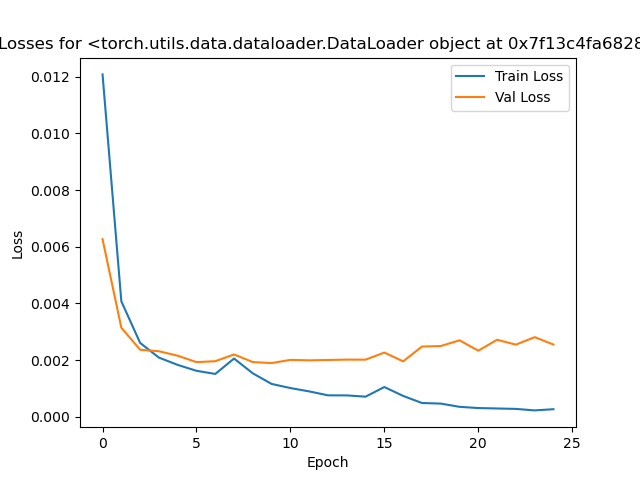 Losses for <torch.utils.data.dataloader.DataLoader object at 0x7f13c4fa6828
Train Loss
Val Loss
0.012
0.010
0.008
0.006
0.004
0.002
0.000
Loss
0
5
10
15
20
25
Epoch